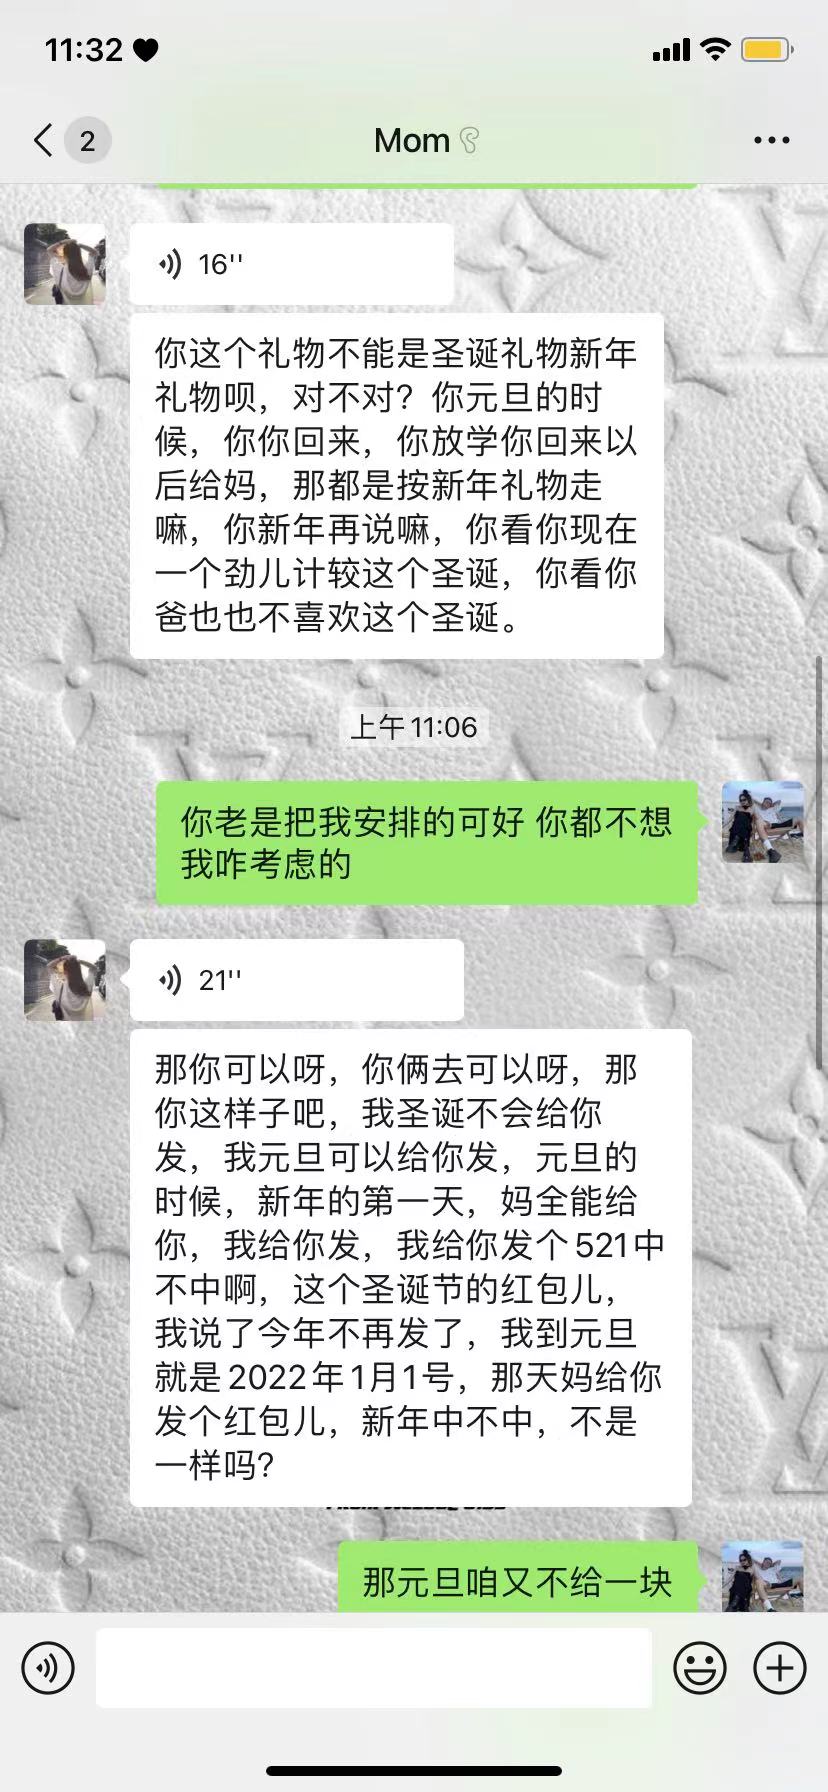 11:32
2
Mom
16''
你这个礼物不能是圣诞礼物新年
礼物呗，对不对？你元旦的时
候，你你回来，你放学你回来以
后给妈，那都是按新年礼物走
嘛，你新年再说嘛，你看你现在
一个劲儿计较这个圣诞，你看你
爸也也不喜欢这个圣诞。
上午 11:06
你老是把我安排的可好 你都不想
我咋考虑的
21''
那你可以呀，你俩去可以呀，那
你这样子吧，我圣诞不会给你
发，我元旦可以给你发，元旦的
时候，新年的第一天，妈全能给
你，我给你发，我给你发个521中
不中啊，这个圣诞节的红包儿，
我说了今年不再发了，我到元旦
就是2022年1月1号，那天妈给你
发个红包儿，新年中不中，不是
一样吗？
那元旦咱又不给一块